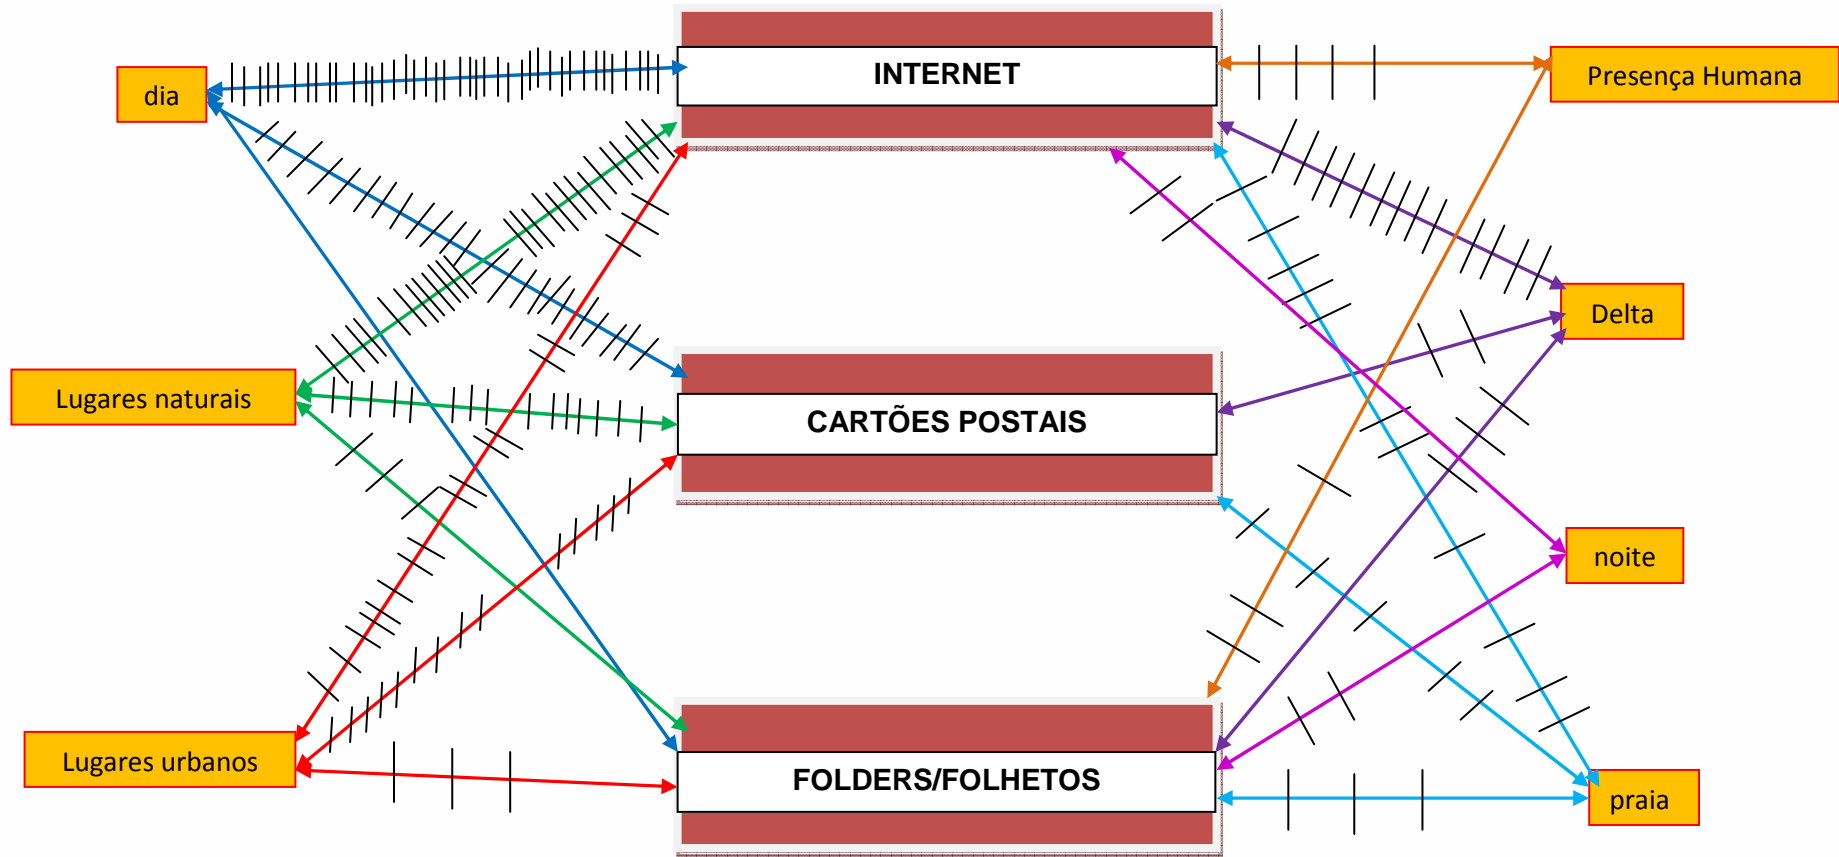 INTERNET
Presença Humana
dia
Delta
Lugares naturais
CARTÕES POSTAIS
noite
Lugares urbanos
FOLDERS/FOLHETOS
praia